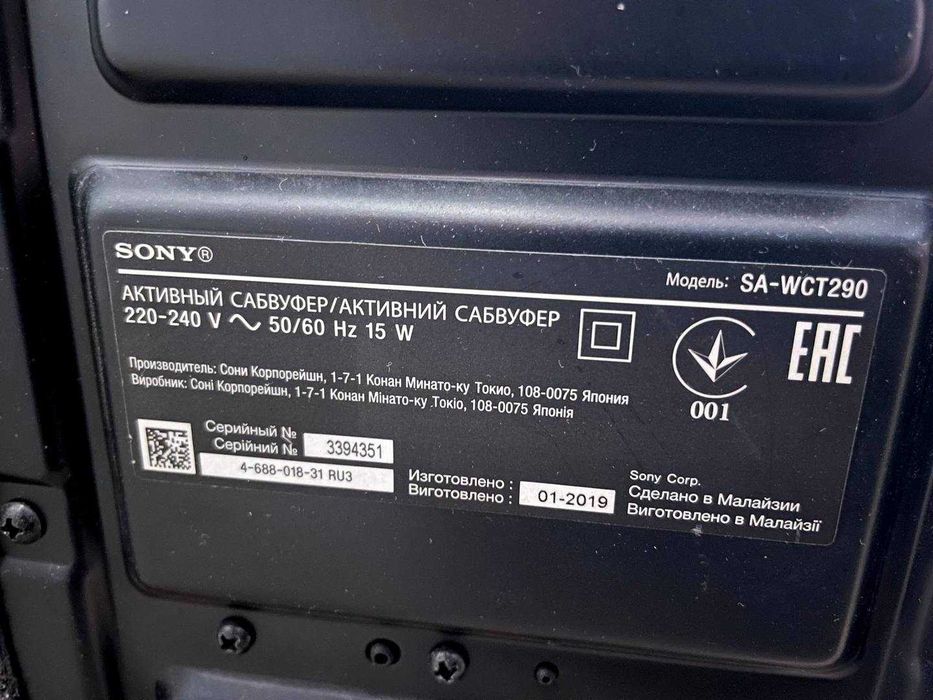 SONY®
Модель: SA-WCT290
АКТИВНЫЙ САБВУФЕР/АКТИВНИЙ САБВУФЕР
220-240 V ~ 50/60 Hz 15 W
001
EAC
Производитель: Сони Корпорейшн, 1-7-1 Конан Минато-ку Токио, 108-0075 Япония
Виробник: Соні Корпорейшн, 1-7-1 Конан Мінато-ку Токіо, 108-0075 Японія
Серийный №
Серійний №
3394351
4-688-018-31 RU3
Изготовлено :
Виготовлено :
01-2019
Sony Corp.
Сделано в Малайзии
Виготовлено в Малайзії